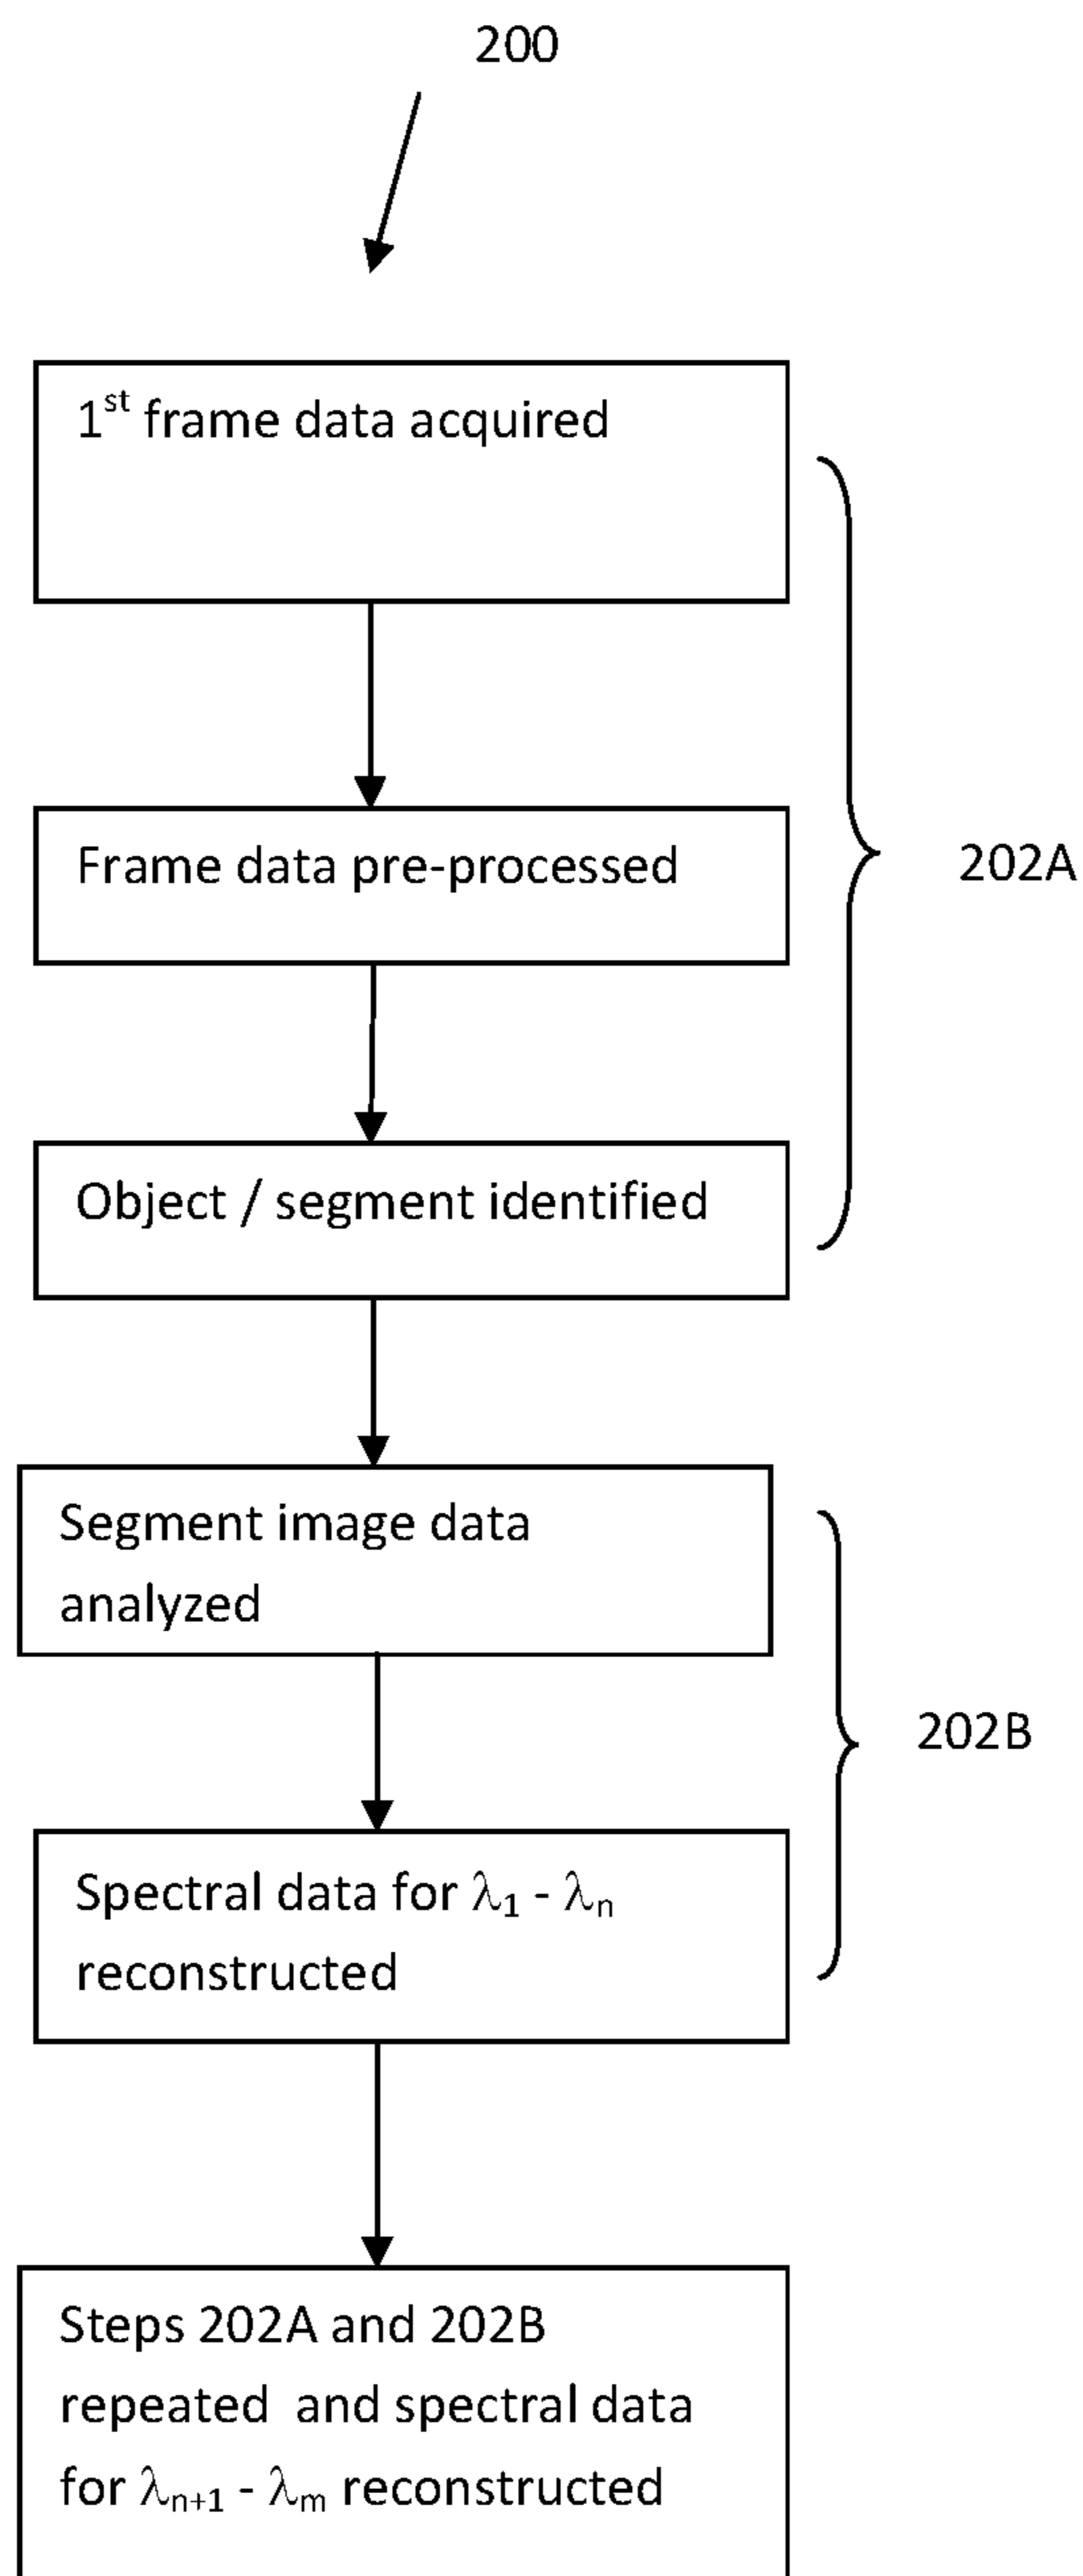 200
1st frame data acquired
Frame data pre-processed
202A
Object / segment identified
Segment image data
analyzed
202B
Spectral data for λ1 - λn
reconstructed
Steps 202A and 202B
repeated and spectral data
for λn+1 - λm reconstructed